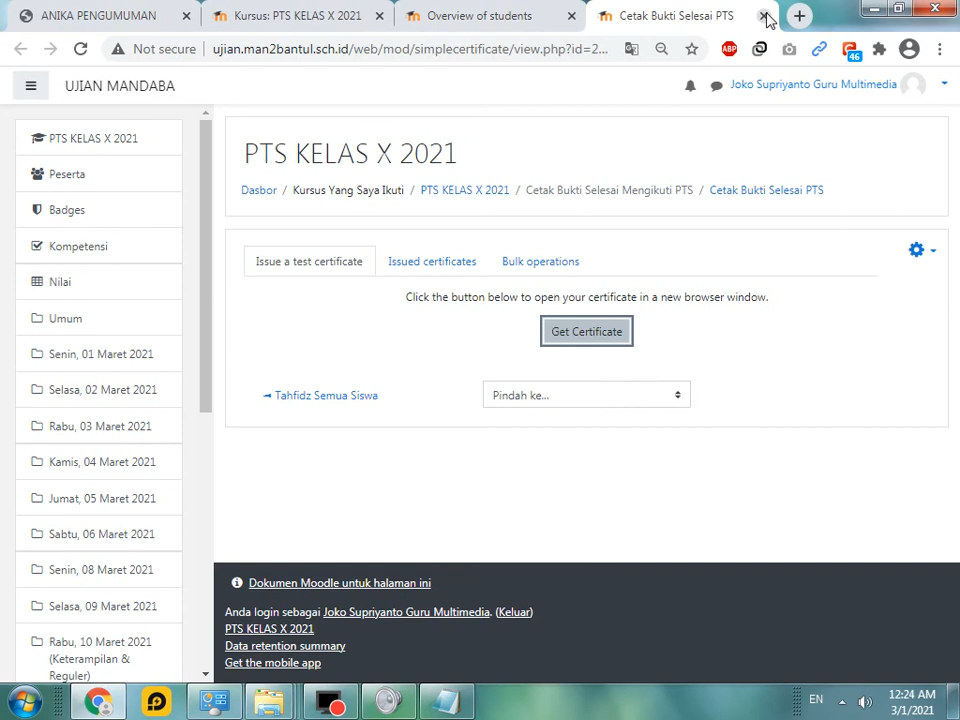 ANIKA PENGUMUMAN
Kursus: PTS KELAS X 2021
Overview of students
Cetak Bukti Selesai PTS
Not secure
ujian.man2bantul.sch.id/web/mod/simplecertificate/view.php?id=2...
ABP
46
UJIAN MANDABA
Joko Supriyanto Guru Multimedia
PTS KELAS X 2021
Peserta
Badges
Kompetensi
Nilai
Umum
Senin, 01 Maret 2021
Selasa, 02 Maret 2021
Rabu, 03 Maret 2021
Kamis, 04 Maret 2021
Jumat, 05 Maret 2021
Sabtu, 06 Maret 2021
Senin, 08 Maret 2021
Selasa, 09 Maret 2021
Rabu, 10 Maret 2021
(Keterampilan &
Reguler)
PTS KELAS X 2021
Dasbor / Kursus Yang Saya Ikuti / PTS KELAS X 2021 / Cetak Bukti Selesai Mengikuti PTS / Cetak Bukti Selesai PTS
Issue a test certificate
Issued certificates
Bulk operations
Click the button below to open your certificate in a new browser window.
Get Certificate
◄ Tahfidz Semua Siswa
Pindah ke...
Dokumen Moodle untuk halaman ini
Anda login sebagai Joko Supriyanto Guru Multimedia. (Keluar)
PTS KELAS X 2021
Data retention summary
Get the mobile app
EN
12:24 AM
3/1/2021